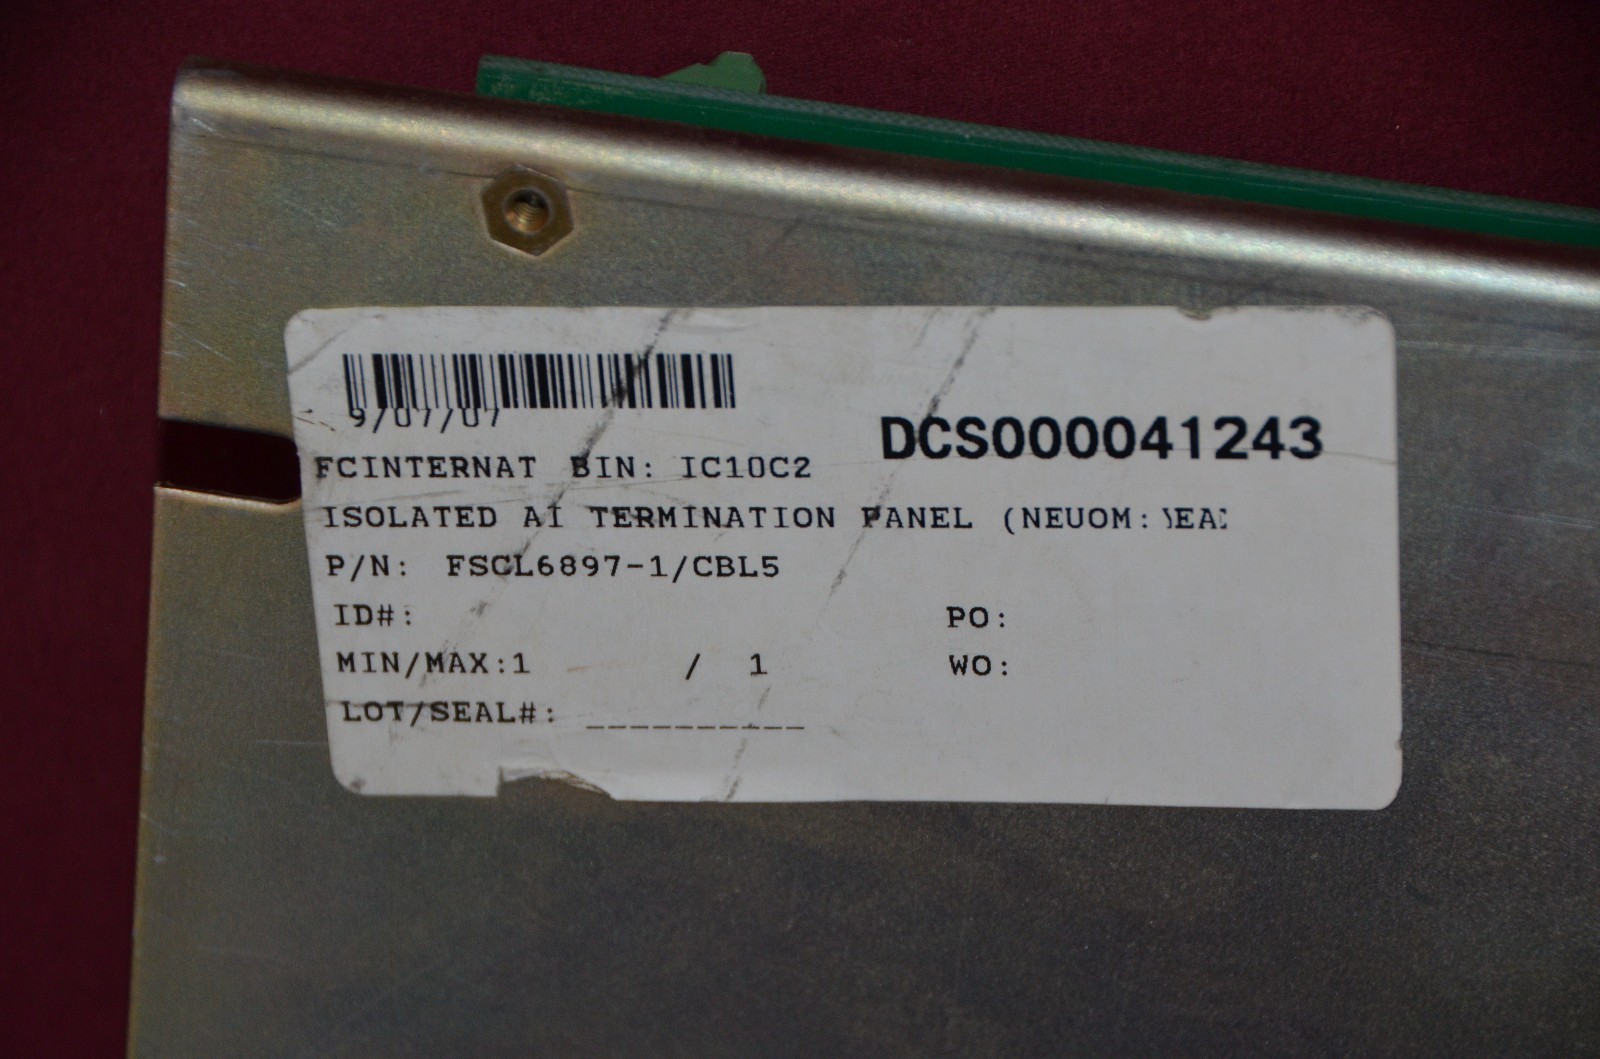 9/07/07
DCS000041243
FCINTERNAT BIN: IC10C2
ISOLATED AI TERMINATION PANEL (NEUOM:
P/N: FSCL6897-1/CBL5
ID#: PO:
MIN/MAX:1 / 1 WO:
LOT/SEAL#: __________